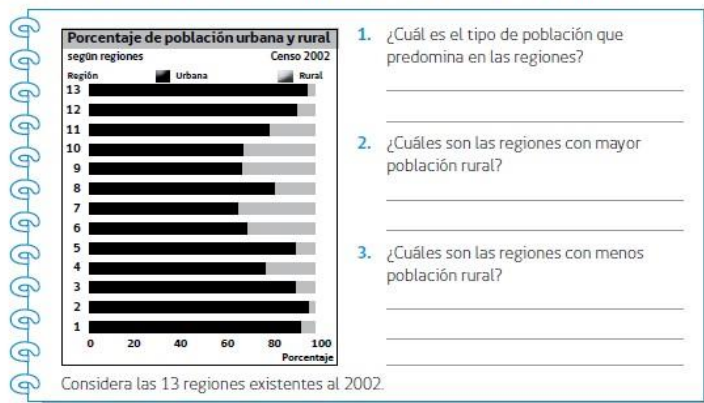 Porcentaje de población urbana y rural
según regiones Censo 2002
Región Urbana Rural
13
12
11
10
9
8
7
6
5
4
3
2
1
0 20 40 60 80 100
Porcentaje
Considera las 13 regiones existentes al 2002.
1. ¿Cuál es el tipo de población que
predomina en las regiones?
2. ¿Cuáles son las regiones con mayor
población rural?
3. ¿Cuáles son las regiones con menos
población rural?